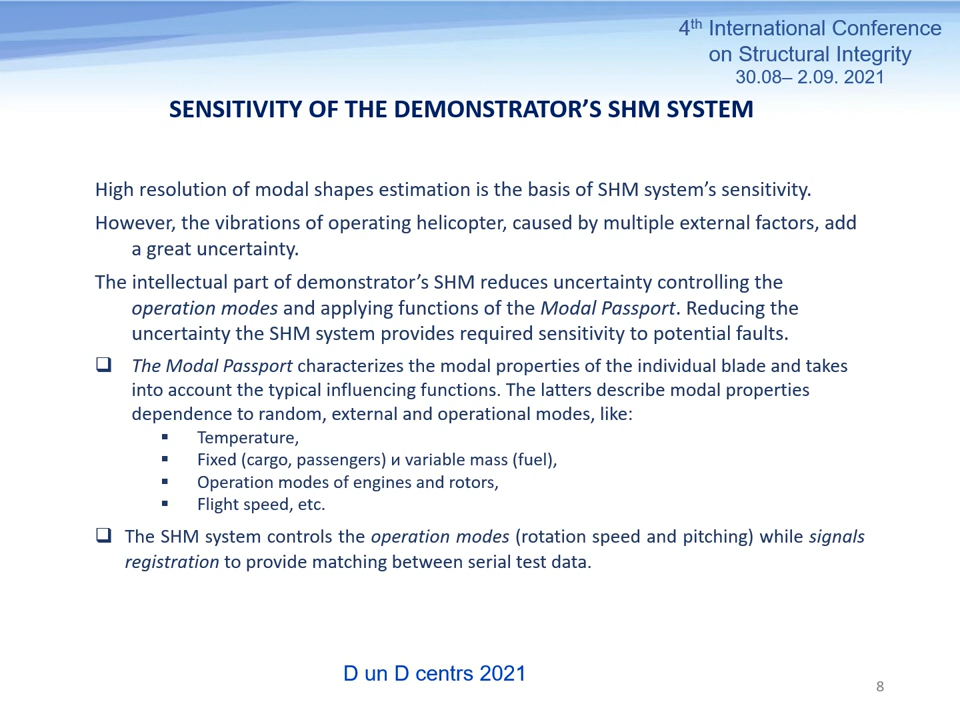 4th International Conference
on Structural Integrity
30.08– 2.09. 2021
SENSITIVITY OF THE DEMONSTRATOR’S SHM SYSTEM
High resolution of modal shapes estimation is the basis of SHM system’s sensitivity.
However, the vibrations of operating helicopter, caused by multiple external factors, add
a great uncertainty.
The intellectual part of demonstrator’s SHM reduces uncertainty controlling the
operation modes and applying functions of the Modal Passport. Reducing the
uncertainty the SHM system provides required sensitivity to potential faults.
❑ The Modal Passport characterizes the modal properties of the individual blade and takes
into account the typical influencing functions. The latters describe modal properties
dependence to random, external and operational modes, like:
▪ Temperature,
▪ Fixed (cargo, passengers) и variable mass (fuel),
▪ Operation modes of engines and rotors,
▪ Flight speed, etc.
❑ The SHM system controls the operation modes (rotation speed and pitching) while signals
registration to provide matching between serial test data.
D un D centrs 2021
8